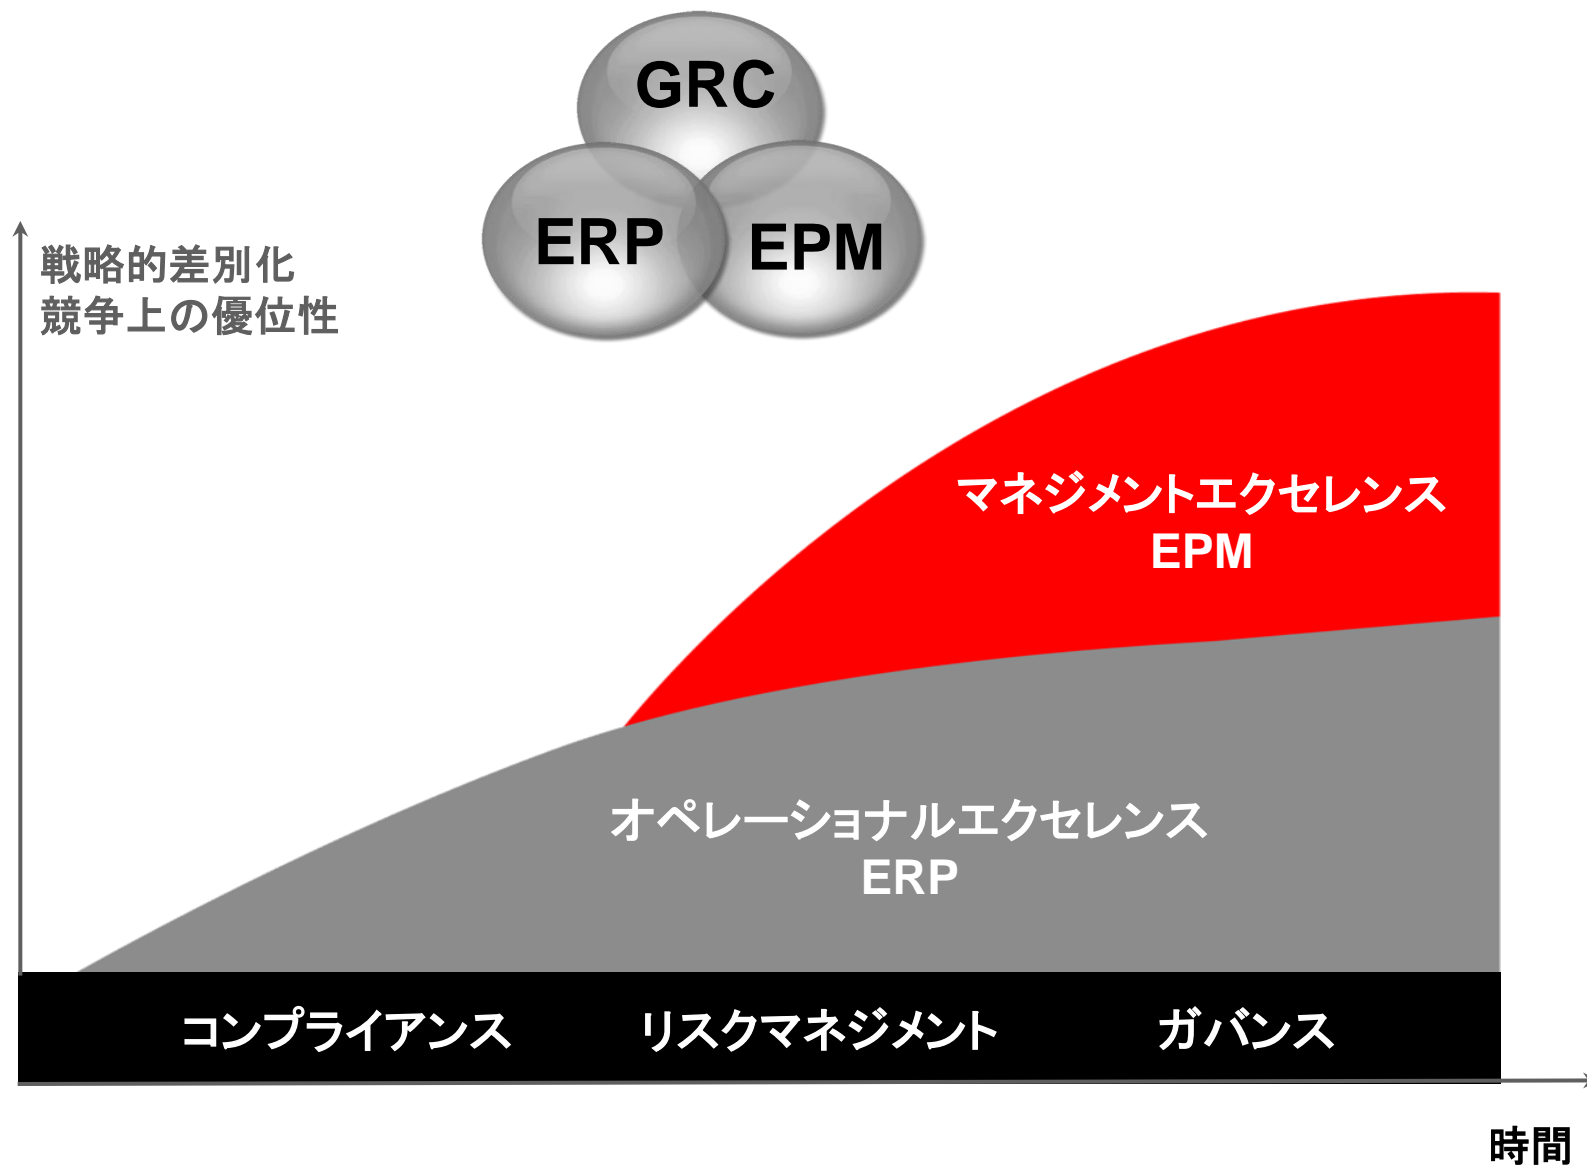 GRC
ERP
EPM
戦略的差別化
競争上の優位性
マネジメントエクセレンス
EPM
オペレーショナルエクセレンス
ERP
コンプライアンス
リスクマネジメント
ガバンス
時間